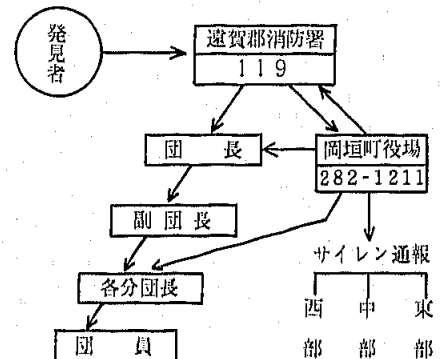 発見者
遠賀郡消防署
119
団長
岡垣町役場
282-1211
副団長
サイレン通報
各分団長
西部
中部
東部
団員